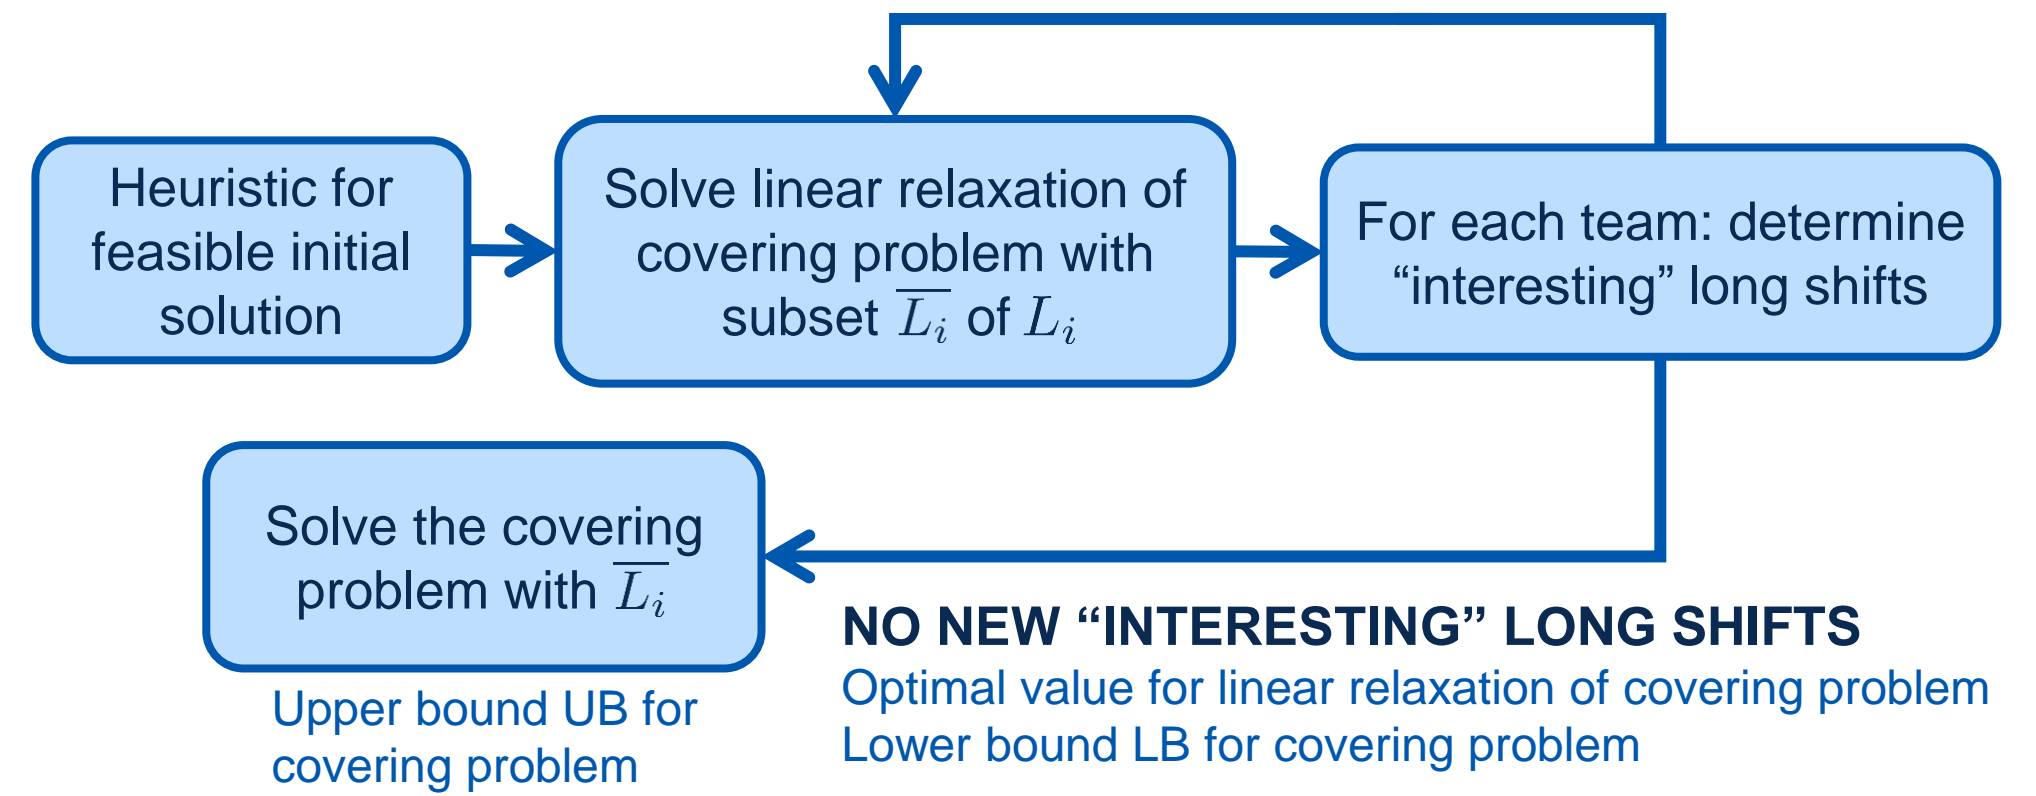 Heuristic for
feasible initial
solution
Solve linear relaxation of
covering problem with
subset $\overline{L_i}$ of $L_i$
For each team: determine
“interesting” long shifts
Solve the covering
problem with $\overline{L_i}$
Upper bound UB for
covering problem
NO NEW “INTERESTING” LONG SHIFTS
Optimal value for linear relaxation of covering problem
Lower bound LB for covering problem